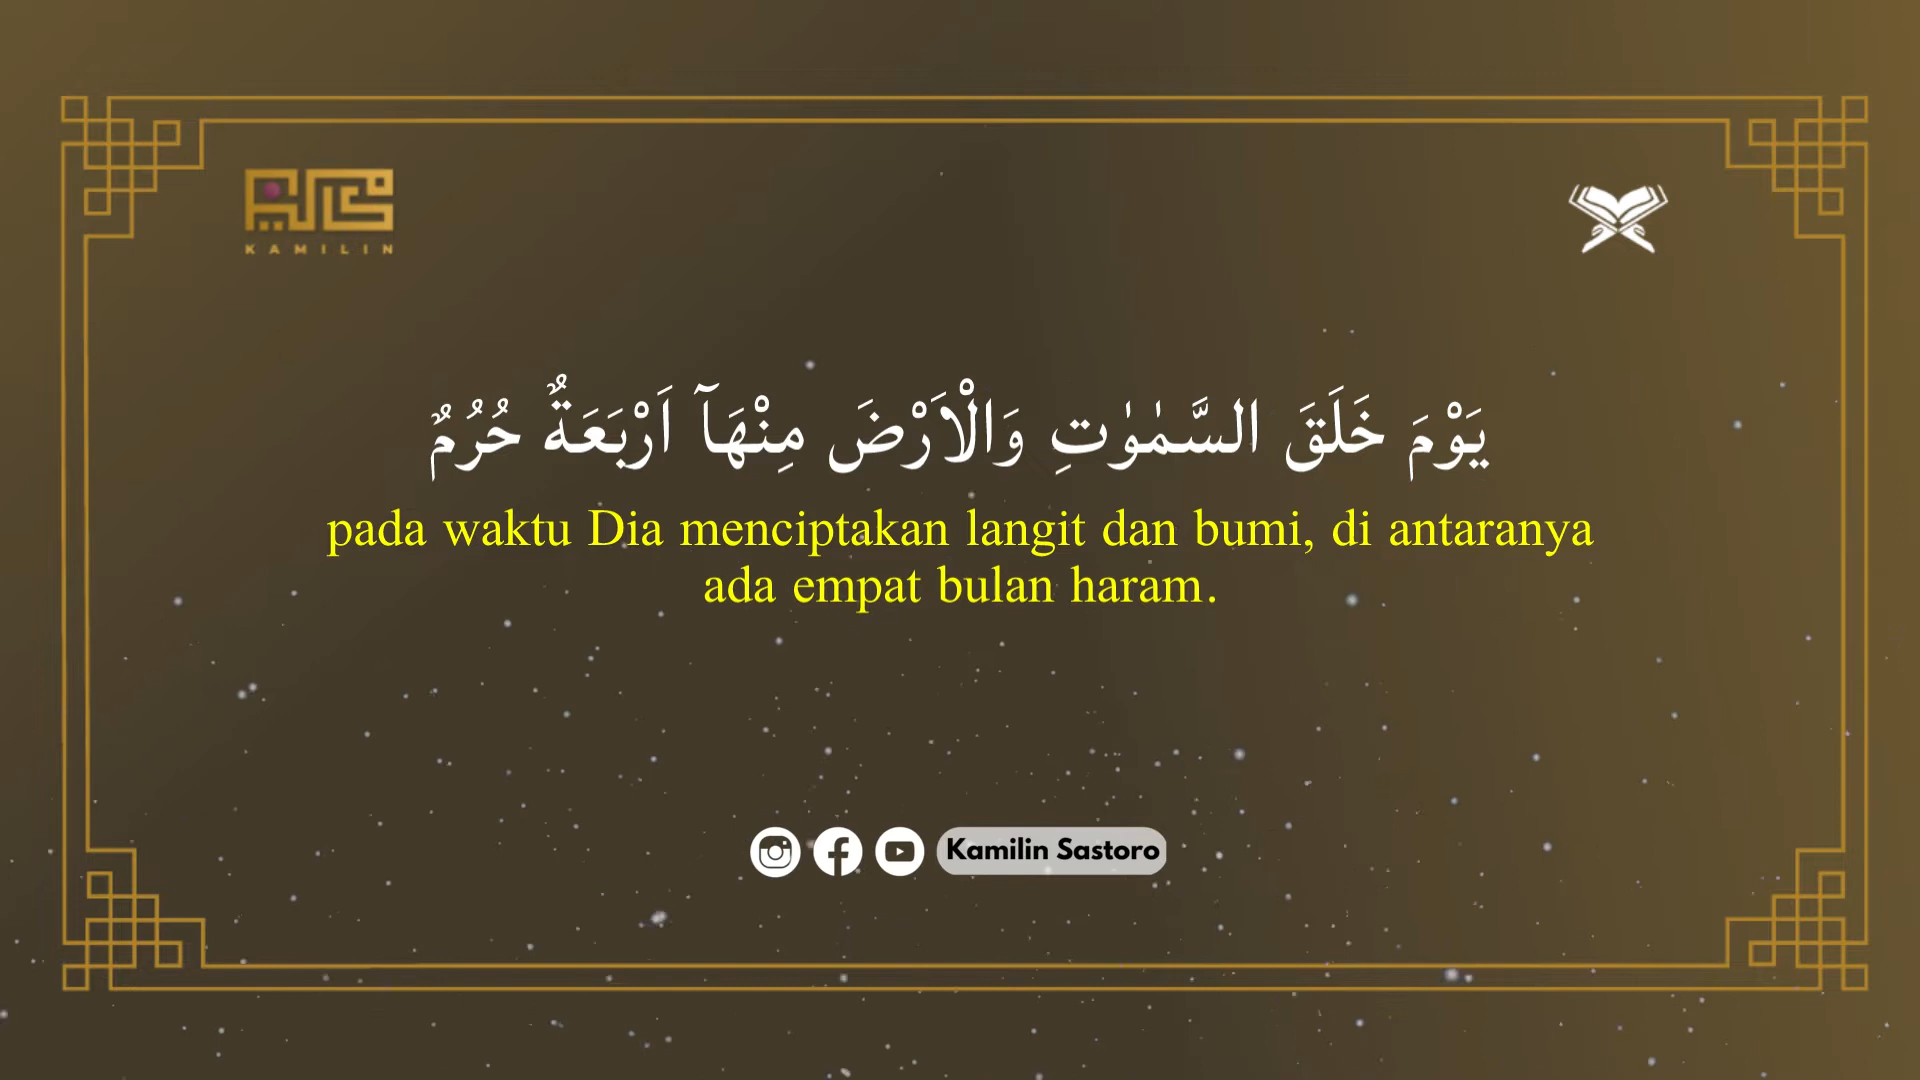 KAMILIN
يَوْمَ خَلَقَ السَّمٰوٰتِ وَالْاَرْضَ مِنْهَآ اَرْبَعَةٌ حُرُمٌ
pada waktu Dia menciptakan langit dan bumi, di antaranya
ada empat bulan haram.
Kamilin Sastoro